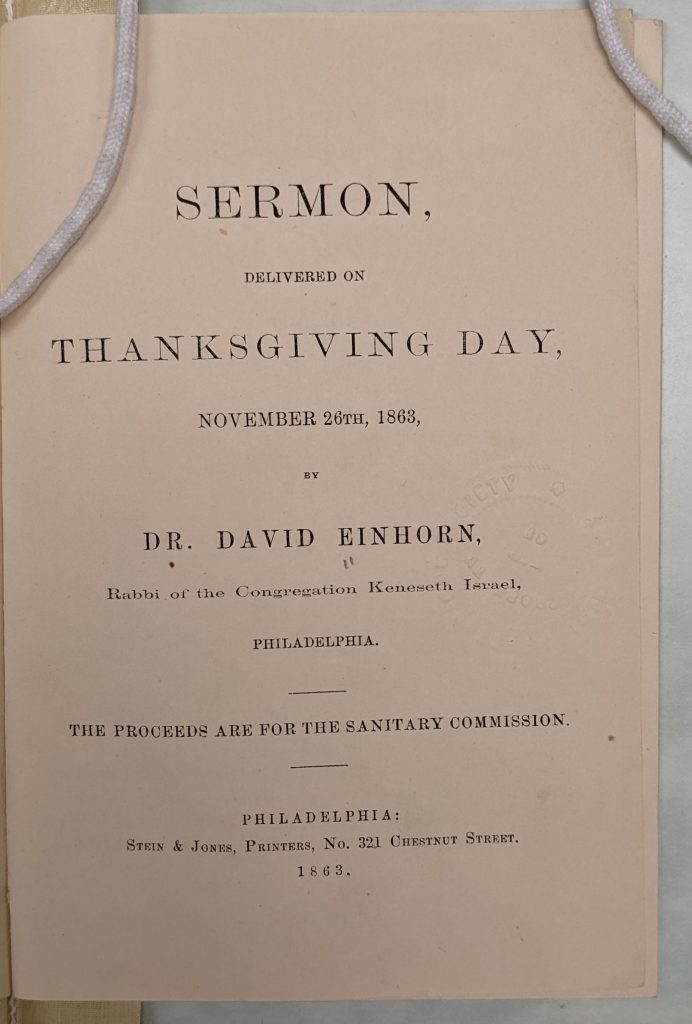 SERMON,
DELIVERED ON
THANKSGIVING DAY,
NOVEMBER 26TH, 1863,
BY
DR. DAVID EINHORN,
Rabbi of the Congregation Keneseth Israel,
PHILADELPHIA.
THE PROCEEDS ARE FOR THE SANITARY COMMISSION.
PHILADELPHIA:
STEIN & JONES, PRINTERS, NO. 321 CHESTNUT STREET.
1863.